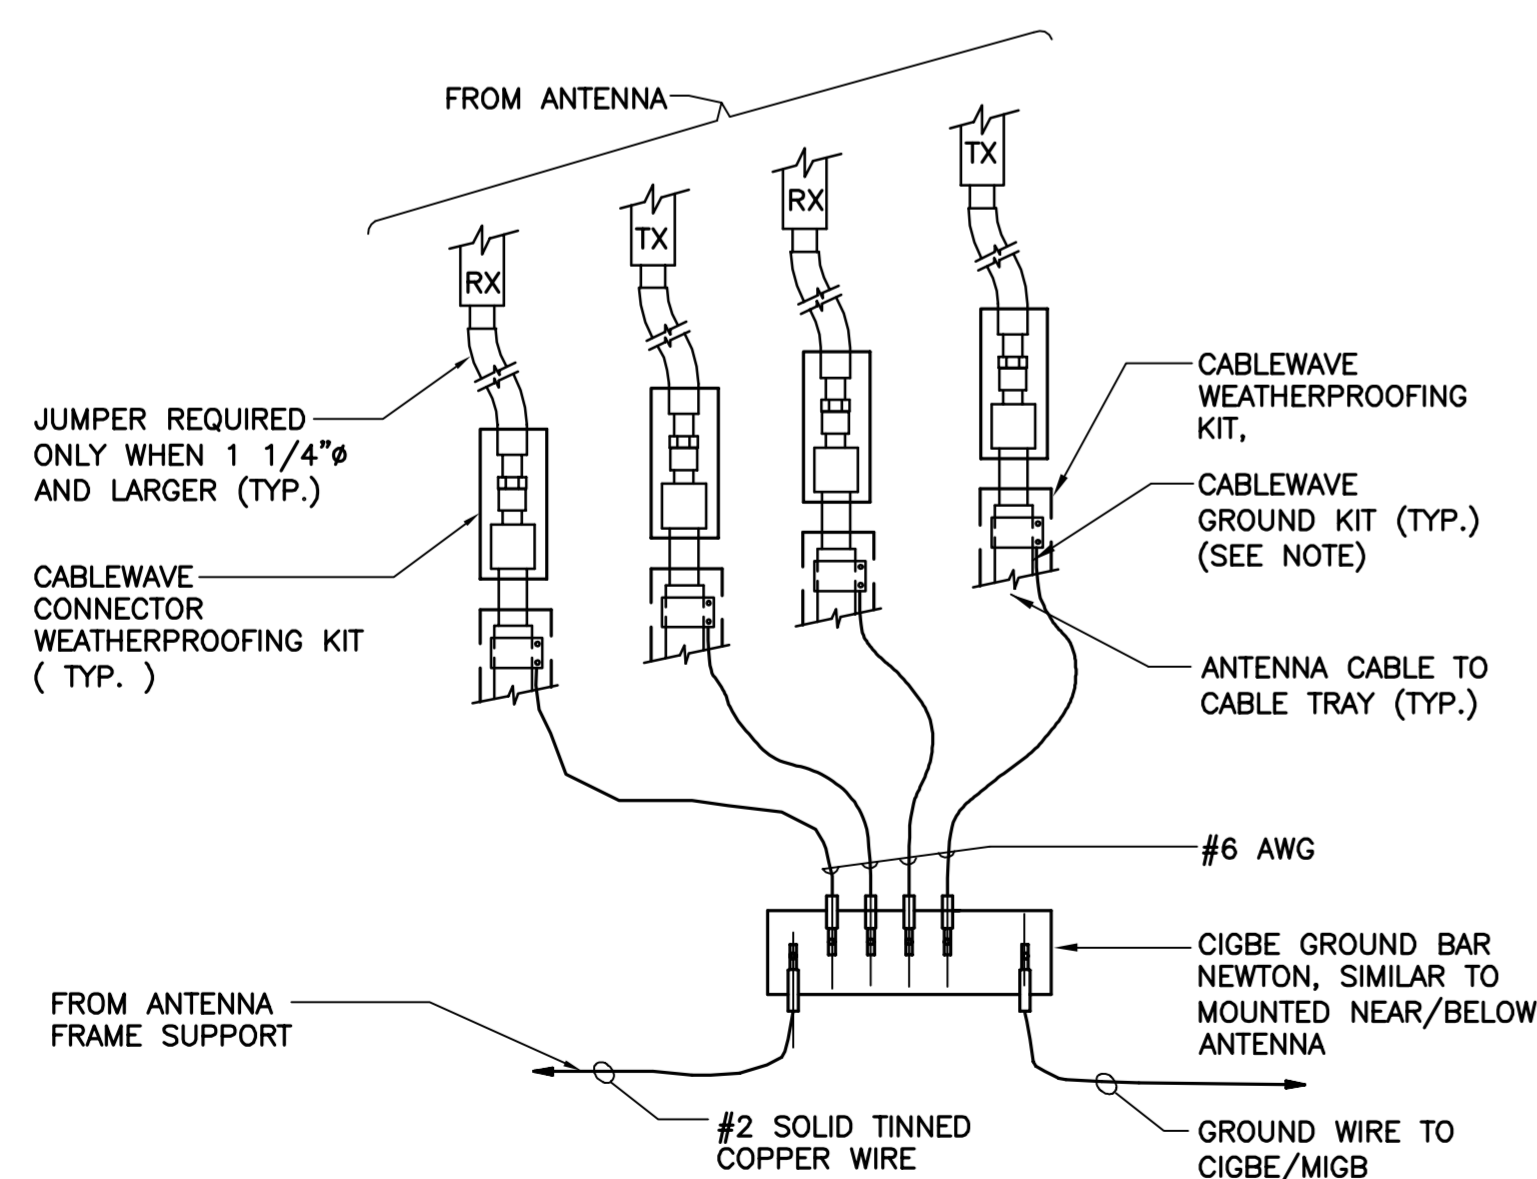 FROM ANTENNA
TX
RX
TX
RX
JUMPER REQUIRED
ONLY WHEN 1 1/4"ø
AND LARGER (TYP.)
CABLEWAVE
CONNECTOR
WEATHERPROOFING KIT
( TYP. )
CABLEWAVE
WEATHERPROOFING
KIT,
CABLEWAVE
GROUND KIT (TYP.)
(SEE NOTE)
ANTENNA CABLE TO
CABLE TRAY (TYP.)
#6 AWG
CIGBE GROUND BAR
NEWTON, SIMILAR TO
MOUNTED NEAR/BELOW
ANTENNA
FROM ANTENNA
FRAME SUPPORT
#2 SOLID TINNED
COPPER WIRE
GROUND WIRE TO
CIGBE/MIGB